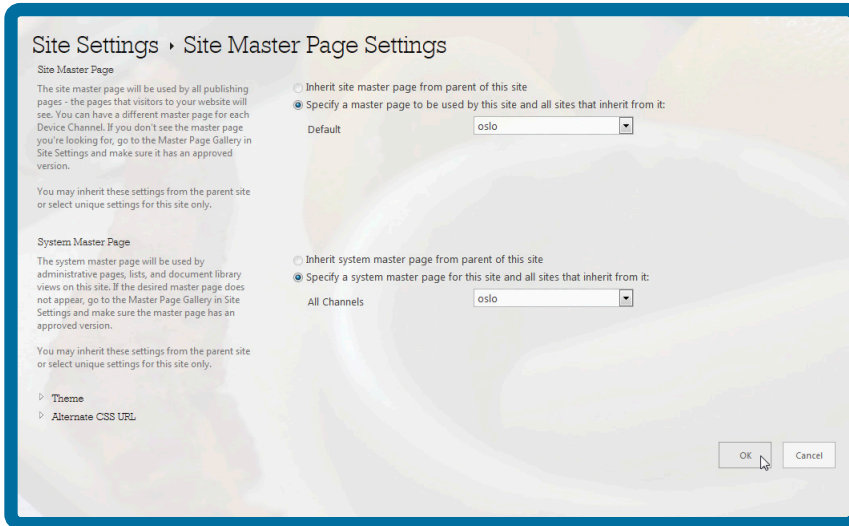 Site Settings › Site Master Page Settings
Site Master Page
The site master page will be used by all publishing
pages - the pages that visitors to your website will
see. You can have a different master page for each
Device Channel. If you don't see the master page
you're looking for, go to the Master Page Gallery in
Site Settings and make sure it has an approved
version.
You may inherit these settings from the parent site
or select unique settings for this site only.
Inherit site master page from parent of this site
Specify a master page to be used by this site and all sites that inherit from it:
Default oslo
System Master Page
The system master page will be used by
administrative pages, lists, and document library
views on this site. If the desired master page does
not appear, go to the Master Page Gallery in Site
Settings and make sure the master page has an
approved version.
You may inherit these settings from the parent site
or select unique settings for this site only.
Inherit system master page from parent of this site
Specify a system master page for this site and all sites that inherit from it:
All Channels oslo
Theme
Alternate CSS URL
OK Cancel